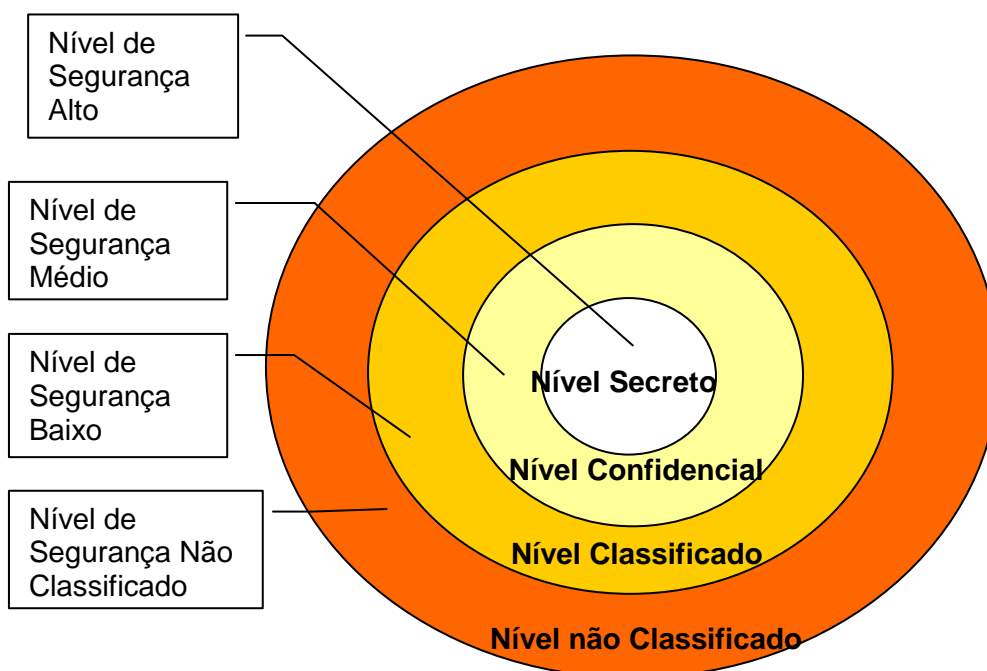 Nível de
Segurança
Alto
Nível de
Segurança
Médio
Nível de
Segurança
Baixo
Nível de
Segurança Não
Classificado
Nível Secreto
Nível Confidencial
Nível Classificado
Nível não Classificado